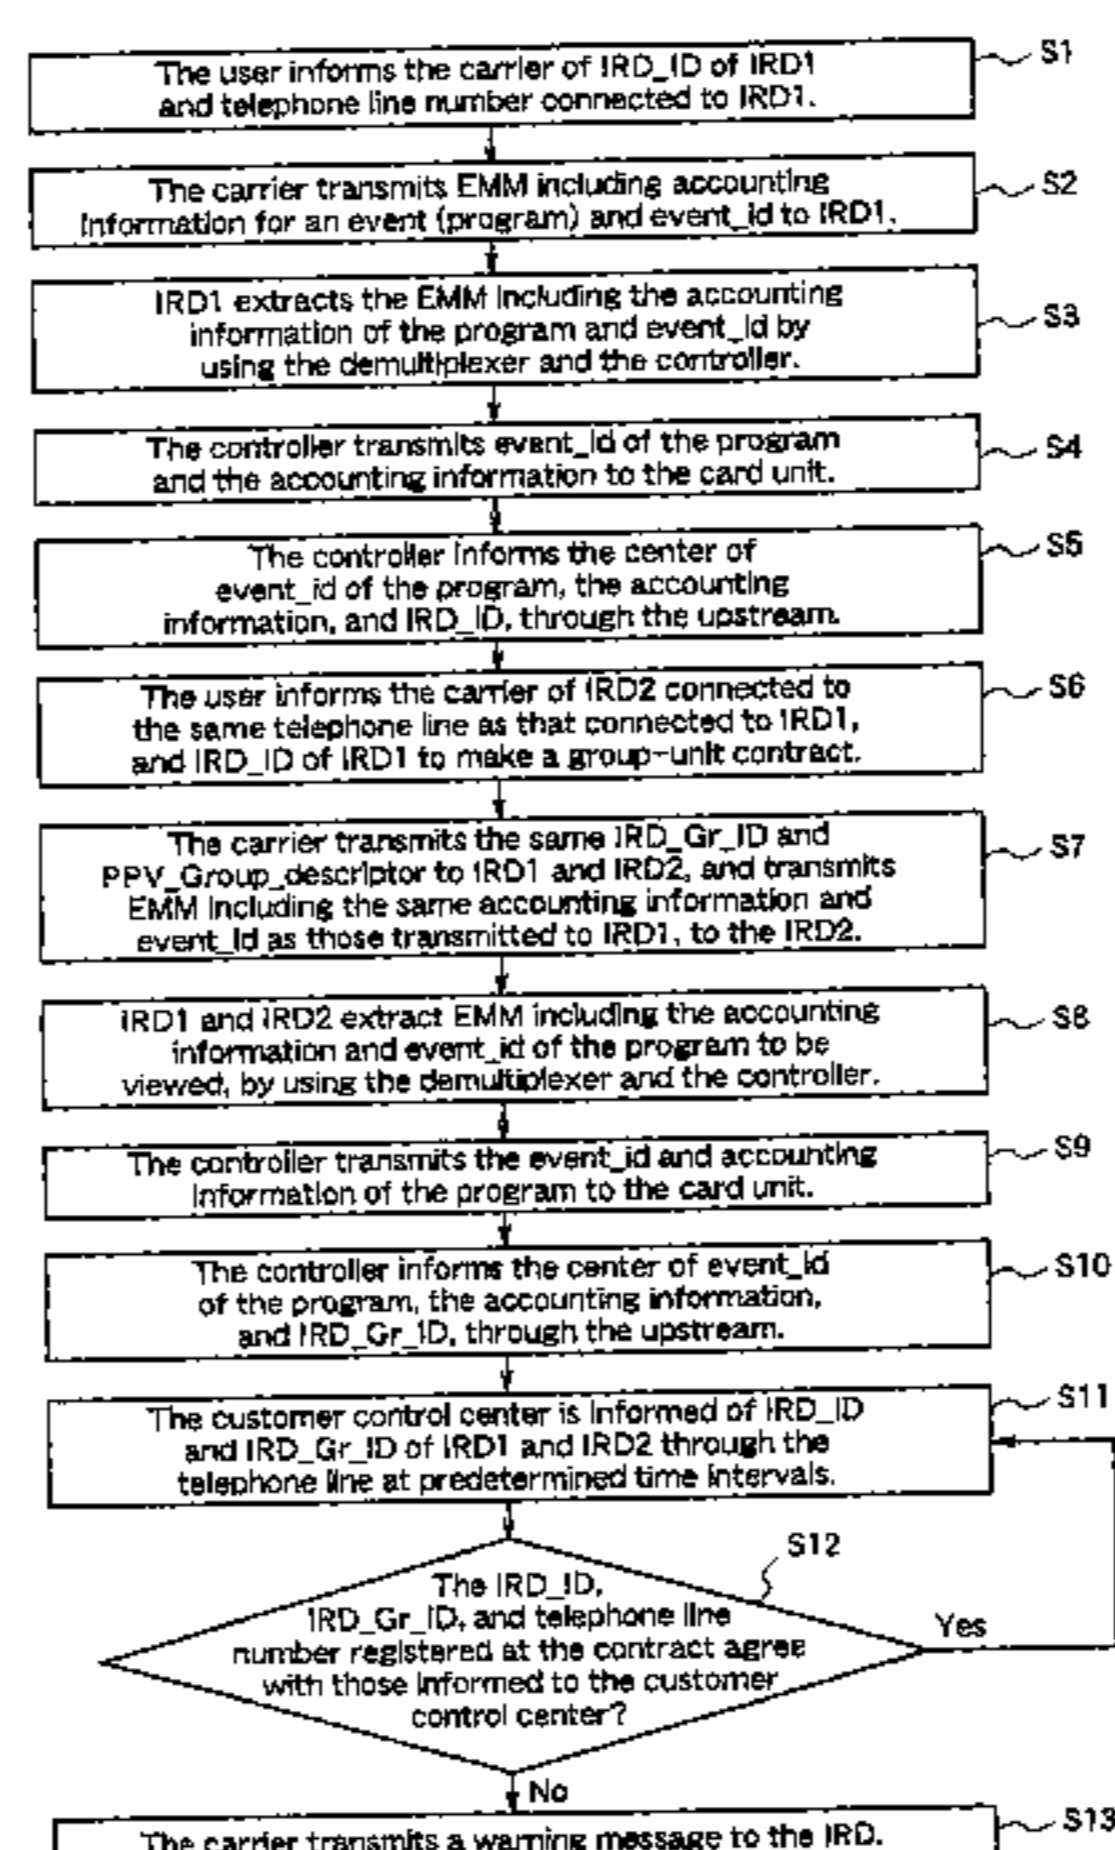 The user informs the carrier of IRD_ID of IRD1
and telephone line number connected to IRD1.
S1
The carrier transmits EMM including accounting
information for an event (program) and event_id to IRD1.
S2
IRD1 extracts the EMM including the accounting
information of the program and event_id by
using the demultiplexer and the controller.
S3
The controller transmits event_id of the program
and the accounting information to the card unit.
S4
The controller informs the center of
event_id of the program, the accounting
information, and IRD_ID, through the upstream.
S5
The user informs the carrier of IRD2 connected to
the same telephone line as that connected to IRD1,
and IRD_ID of IRD1 to make a group-unit contract.
S6
The carrier transmits the same IRD_Gr_ID and
PPV_Group_descriptor to IRD1 and IRD2, and transmits
EMM including the same accounting information and
event_id as those transmitted to IRD1, to the IRD2.
S7
IRD1 and IRD2 extract EMM including the accounting
information and event_id of the program to be
viewed, by using the demultiplexer and the controller.
S8
The controller transmits the event_id and accounting
information of the program to the card unit.
S9
The controller informs the center of event_id
of the program, the accounting information,
and IRD_Gr_ID, through the upstream.
S10
The customer control center is informed of IRD_ID
and IRD_Gr_ID of IRD1 and IRD2 through the
telephone line at predetermined time intervals.
S11
S12
The IRD_ID,
IRD_Gr_ID, and telephone line
number registered at the contract agree
with those informed to the customer
control center?
Yes
No
The carrier transmits a warning message to the IRD.
S13